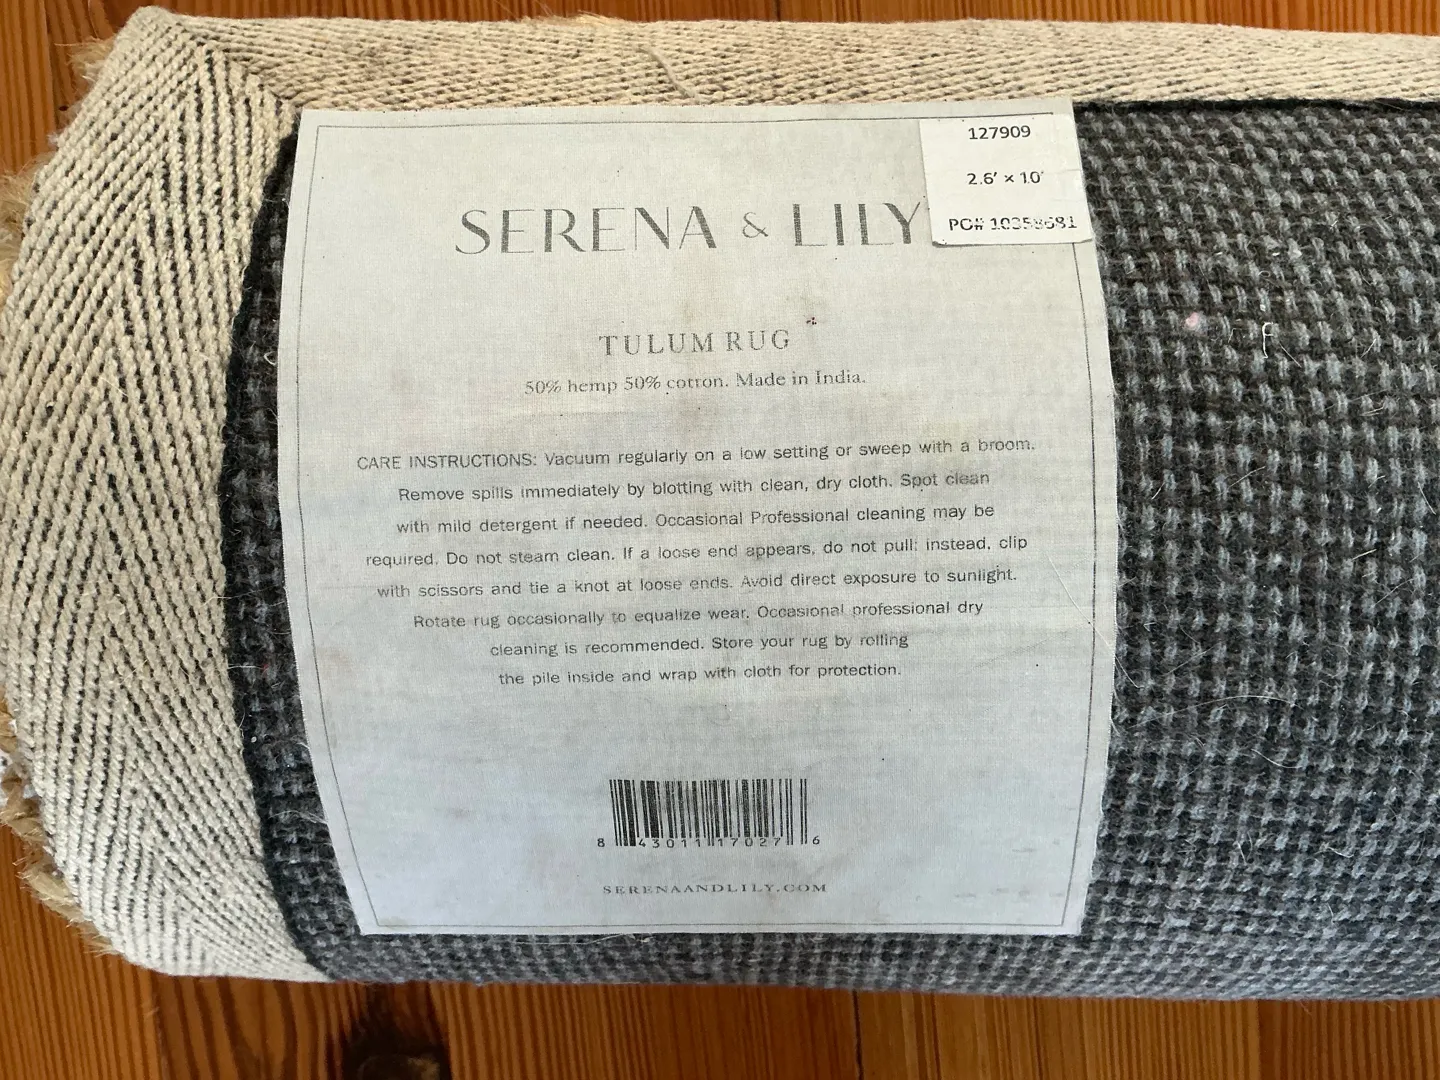 127909
2.6' × 10'
PO# 10358681
SERENA & LILY
TULUM RUG
50% hemp 50% cotton. Made in India.
CARE INSTRUCTIONS: Vacuum regularly on a low setting or sweep with a broom.
Remove spills immediately by blotting with clean, dry cloth. Spot clean
with mild detergent if needed. Occasional Professional cleaning may be
required. Do not steam clean. If a loose end appears, do not pull; instead, clip
with scissors and tie a knot at loose ends. Avoid direct exposure to sunlight.
Rotate rug occasionally to equalize wear. Occasional professional dry
cleaning is recommended. Store your rug by rolling
the pile inside and wrap with cloth for protection.
8 43011 17027 6
SERENAANDLILY.COM